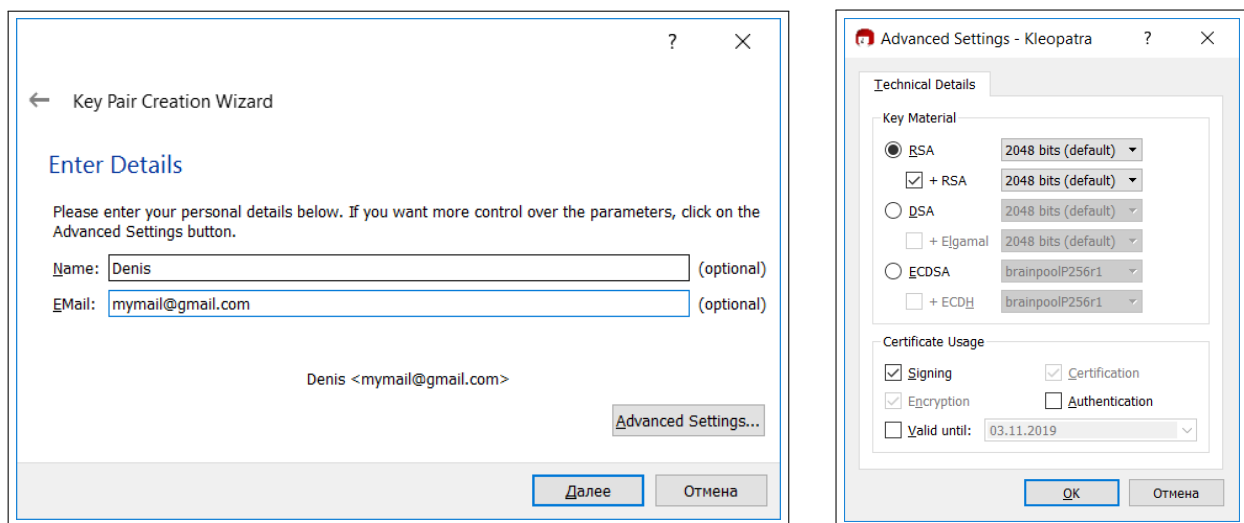 ?
Key Pair Creation Wizard
Enter Details
Please enter your personal details below. If you want more control over the parameters, click on the
Advanced Settings button.
Name: Denis (optional)
EMail: mymail@gmail.com (optional)
Denis <mymail@gmail.com>
Advanced Settings...
Далее Отмена
Advanced Settings - Kleopatra ?
Technical Details
Key Material
RSA 2048 bits (default)
+ RSA 2048 bits (default)
DSA 2048 bits (default)
+ Elgamal 2048 bits (default)
ECDSA brainpoolP256r1
+ ECDH brainpoolP256r1
Certificate Usage
Signing Certification
Encryption Authentication
Valid until: 03.11.2019
OK Отмена